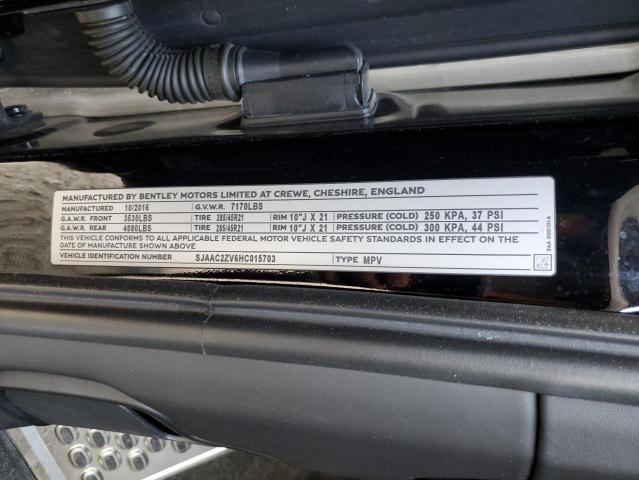 MANUFACTURED BY BENTLEY MOTORS LIMITED AT CREWE, CHESHIRE, ENGLAND
MANUFACTURED 10/2016 G.V.W.R. 7170LBS
G.A.W.R. FRONT 3530LBS TIRE 285/45R21 RIM 10"J X 21 PRESSURE (COLD) 250 KPA, 37 PSI
G.A.W.R. REAR 4080LBS TIRE 285/45R21 RIM 10"J X 21 PRESSURE (COLD) 300 KPA, 44 PSI
THIS VEHICLE CONFORMS TO ALL APPLICABLE FEDERAL MOTOR VEHICLE SAFETY STANDARDS IN EFFECT ON THE
DATE OF MANUFACTURE SHOWN ABOVE.
VEHICLE IDENTIFICATION NUMBER SJAAC2ZV6HC015703 TYPE MPV
36A 000101A